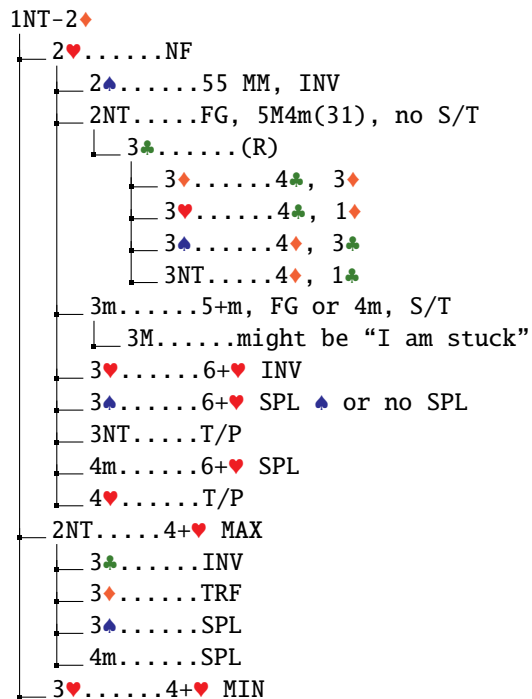 1NT-2♦
2♥......NF
2♠......55 MM, INV
2NT.....FG, 5M4m(31), no S/T
3♣......(R)
3♦......4♣, 3♦
3♥......4♣, 1♦
3♠......4♦, 3♣
3NT.....4♦, 1♣
3m......5+m, FG or 4m, S/T
3M......might be “I am stuck”
3♥......6+♥ INV
3♠......6+♥ SPL ♠ or no SPL
3NT.....T/P
4m......6+♥ SPL
4♥......T/P
2NT.....4+♥ MAX
3♣......INV
3♦......TRF
3♠......SPL
4m......SPL
3♥......4+♥ MIN